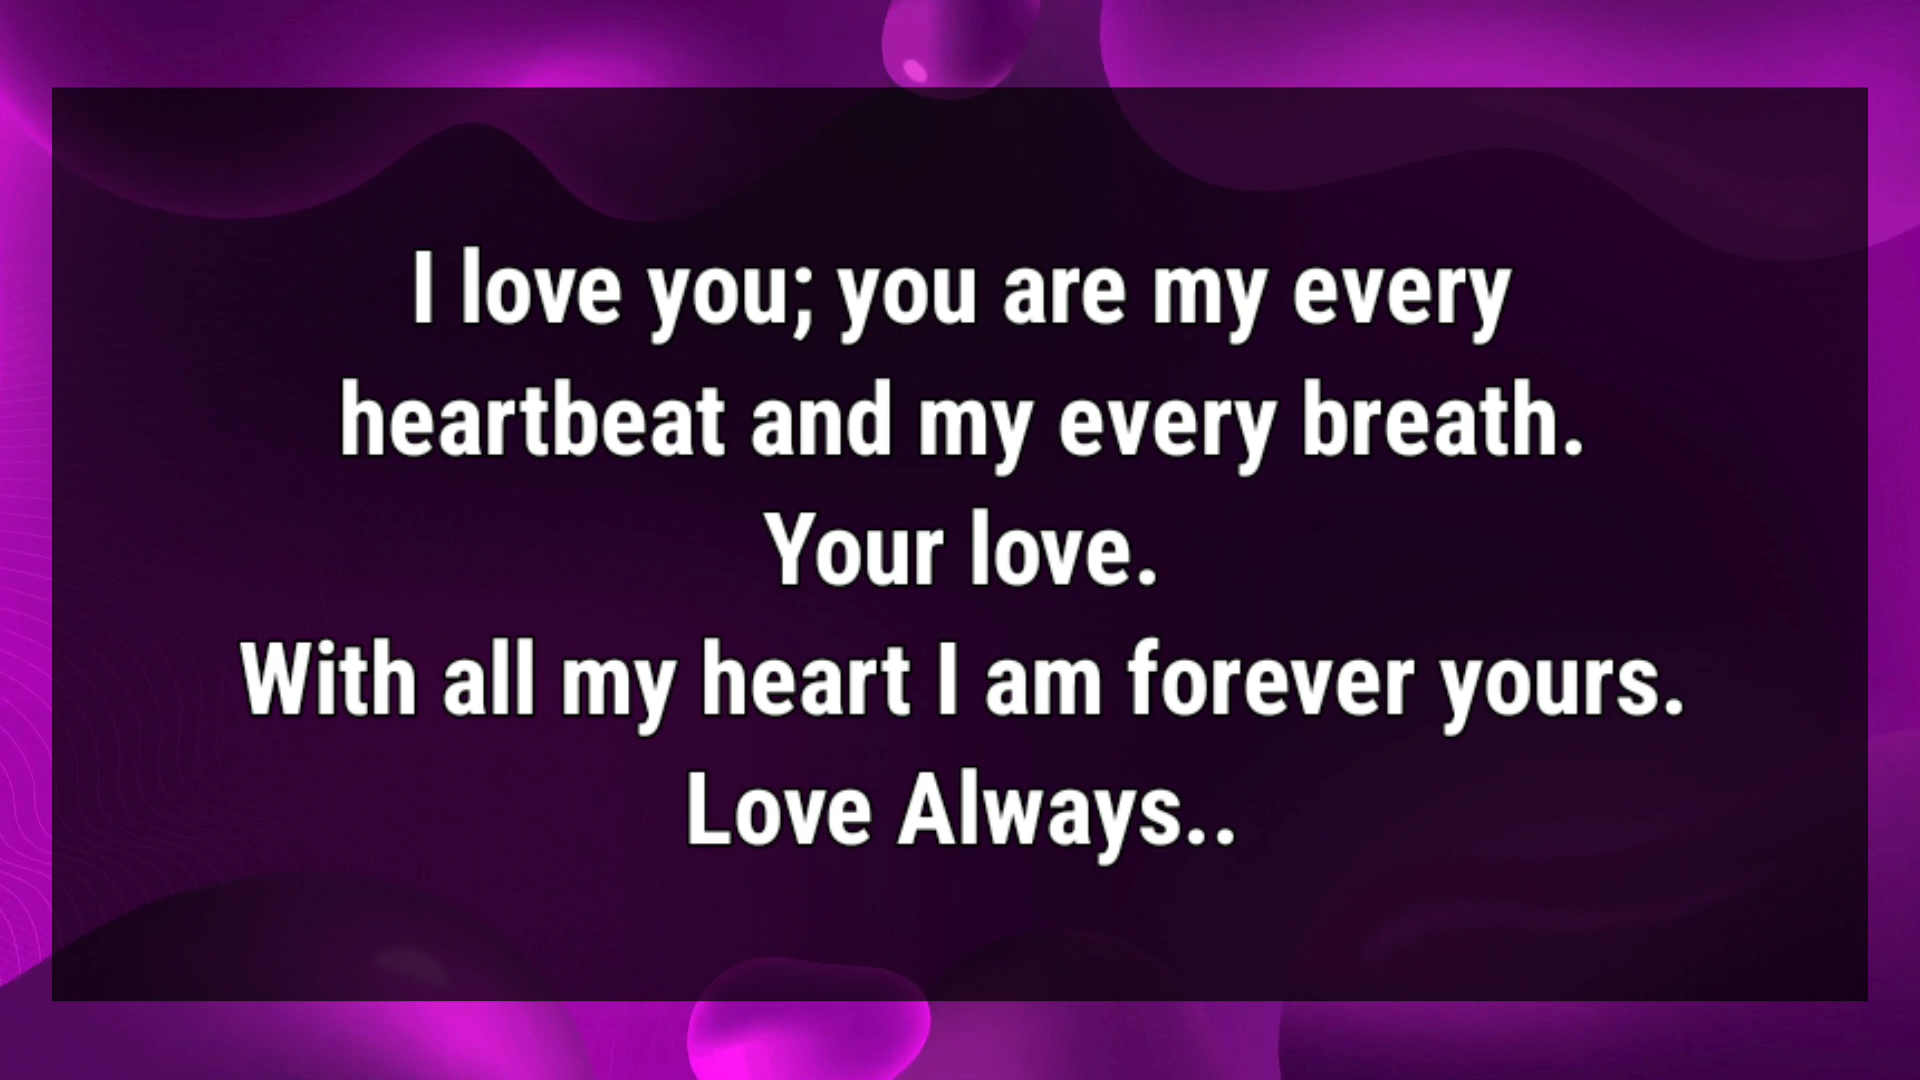 I love you; you are my every
heartbeat and my every breath.
Your love.
With all my heart I am forever yours.
Love Always..